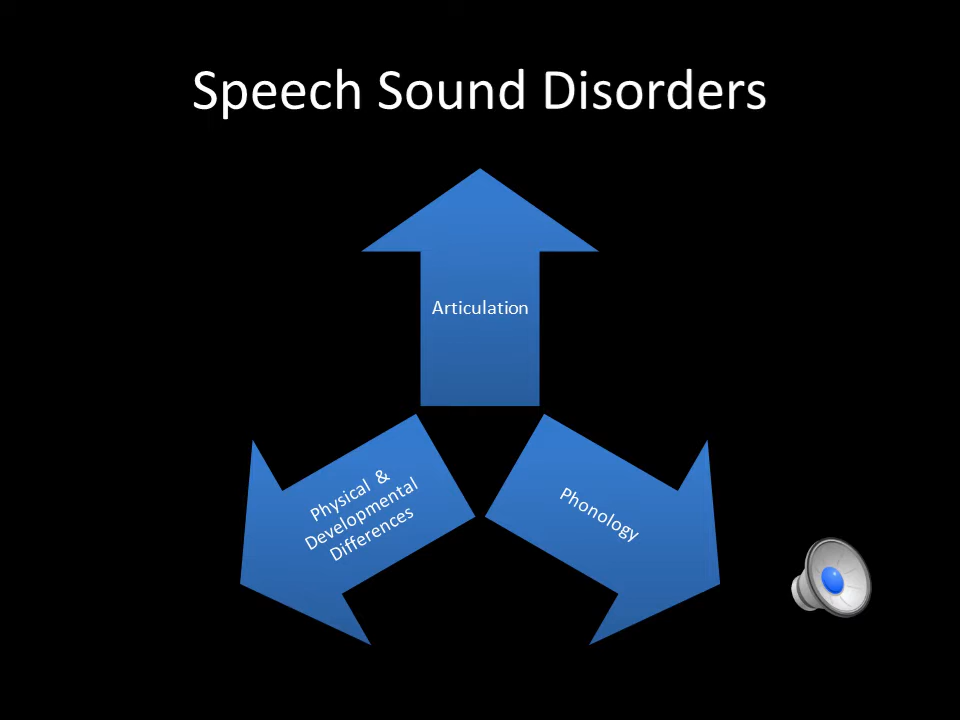 Speech Sound Disorders
Articulation
Physical &
Developmental
Differences
Phonology